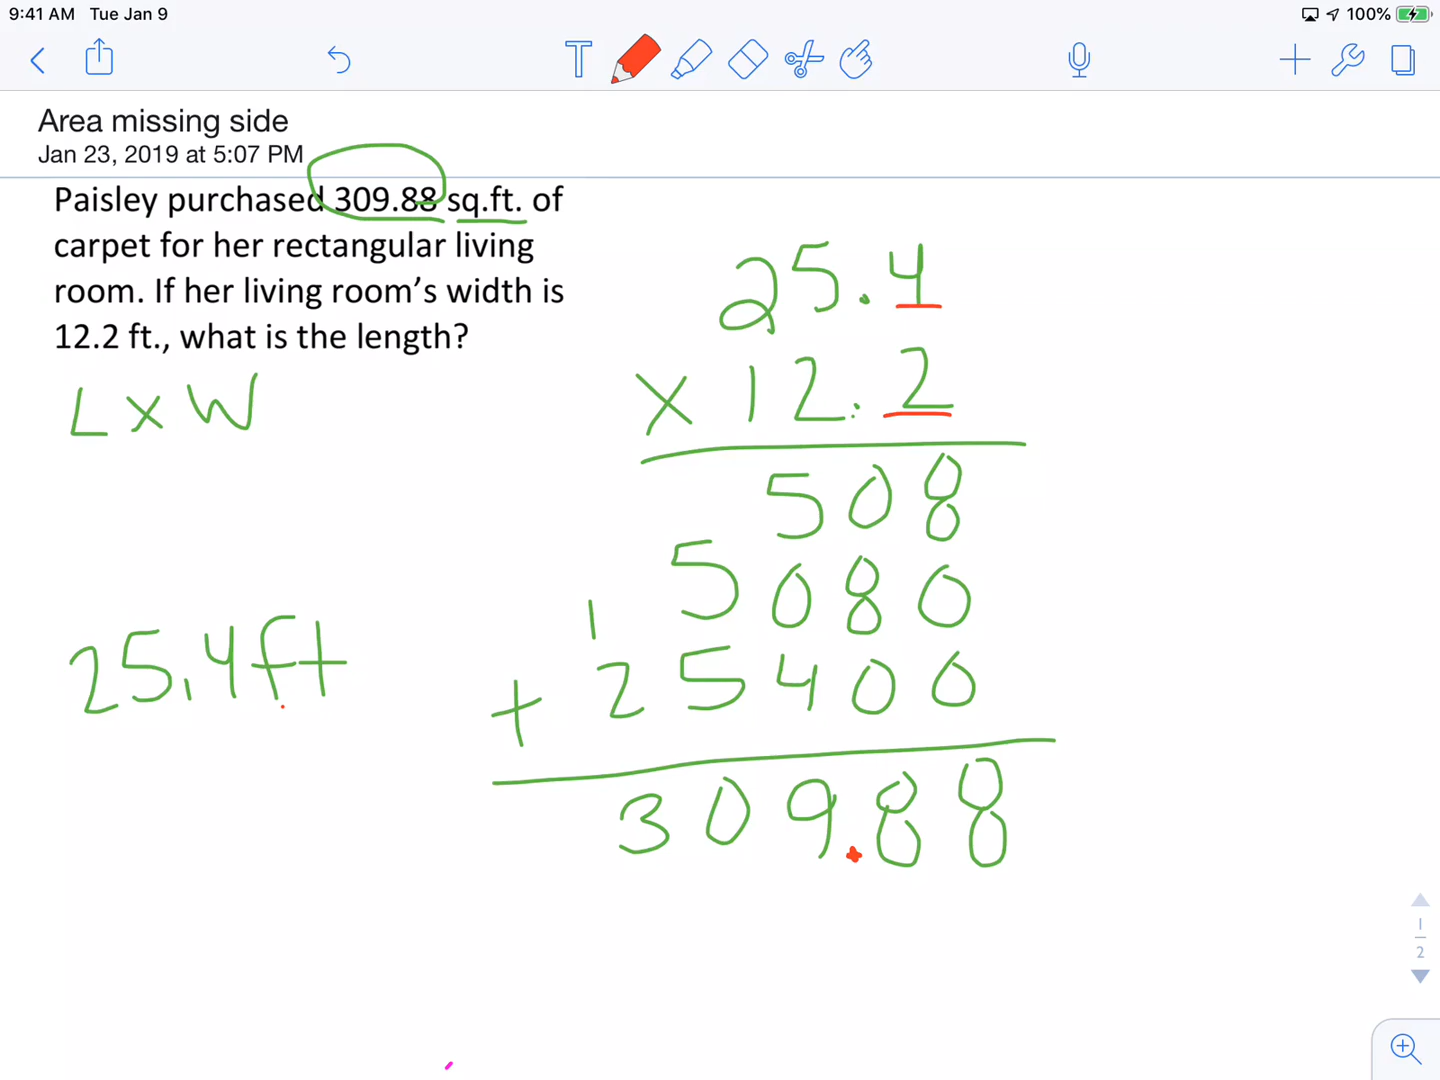 9:41 AM Tue Jan 9
100%
T
Area missing side
Jan 23, 2019 at 5:07 PM
Paisley purchased 309.88 sq.ft. of
carpet for her rectangular living
room. If her living room’s width is
12.2 ft., what is the length?
L x W
25.4 ft
25.4
x 12.2
508
5080
1
+ 25400
309.88
1
2